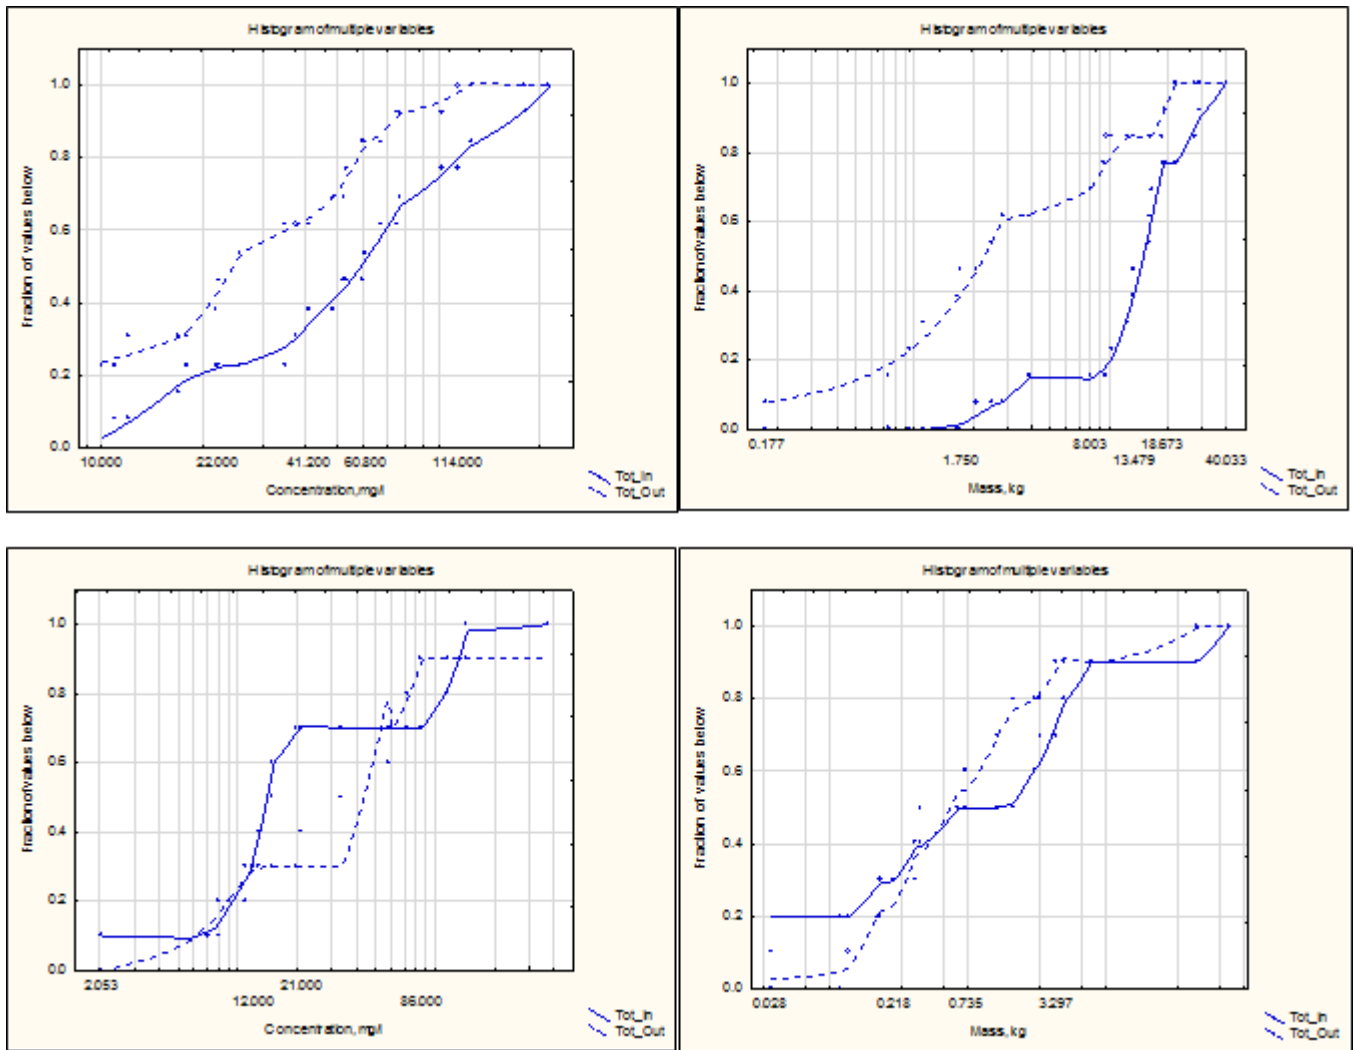 Histogram of multiple variables
Fraction of values below
1.0
0.8
0.6
0.4
0.2
0.0
10.000 22.000 41.200 60.800 114.000
Concentration, mg/l
Tot_In
Tot_Out
Histogram of multiple variables
Fraction of values below
1.0
0.8
0.6
0.4
0.2
0.0
0.177 8.003 18.673
1.750 13.479 40.033
Mass, kg
Tot_In
Tot_Out
Histogram of multiple variables
Fraction of values below
1.0
0.8
0.6
0.4
0.2
0.0
2.053 21.000
12.000 86.000
Concentration, mg/l
Tot_In
Tot_Out
Histogram of multiple variables
Fraction of values below
1.0
0.8
0.6
0.4
0.2
0.0
0.028 0.218 0.735 3.297
Mass, kg
Tot_In
Tot_Out